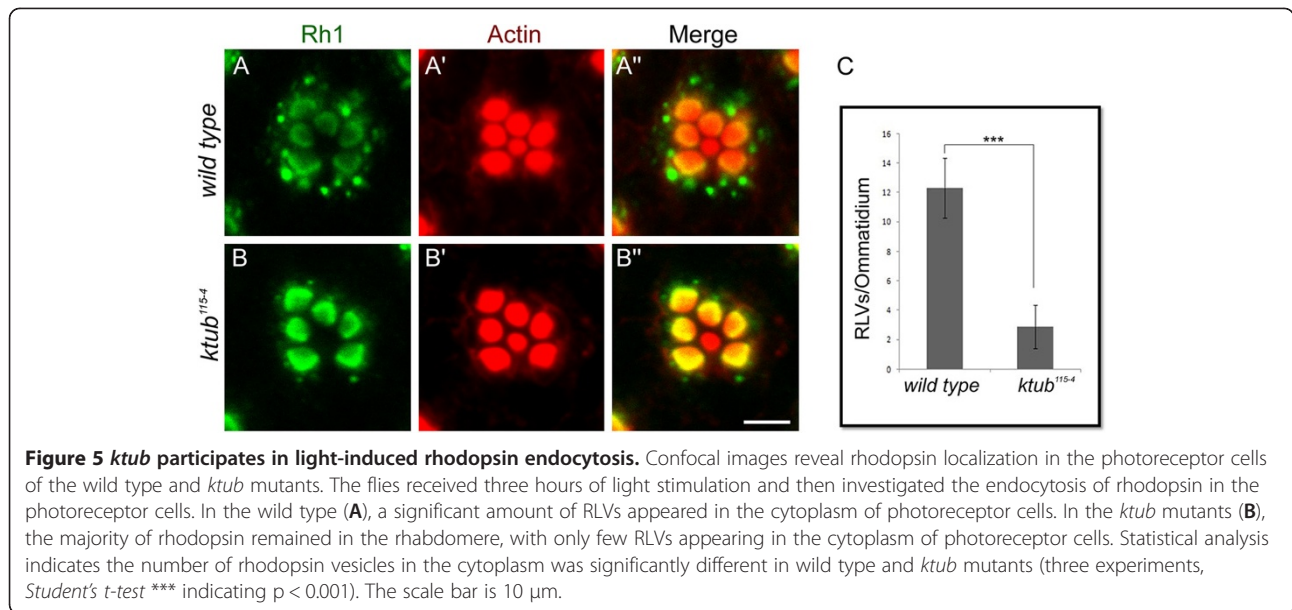 Rh1 Actin Merge
A A' A" C
wild type
B B' B"
ktub115-4
16
14
12
10
8
6
4
2
0
RLVs/Ommatidium
***
wild type ktub115-4
Figure 5 ktub participates in light-induced rhodopsin endocytosis. Confocal images reveal rhodopsin localization in the photoreceptor cells
of the wild type and ktub mutants. The flies received three hours of light stimulation and then investigated the endocytosis of rhodopsin in the
photoreceptor cells. In the wild type (A), a significant amount of RLVs appeared in the cytoplasm of photoreceptor cells. In the ktub mutants (B),
the majority of rhodopsin remained in the rhabdomere, with only few RLVs appearing in the cytoplasm of photoreceptor cells. Statistical analysis
indicates the number of rhodopsin vesicles in the cytoplasm was significantly different in wild type and ktub mutants (three experiments,
Student's t-test *** indicating p < 0.001). The scale bar is 10 μm.